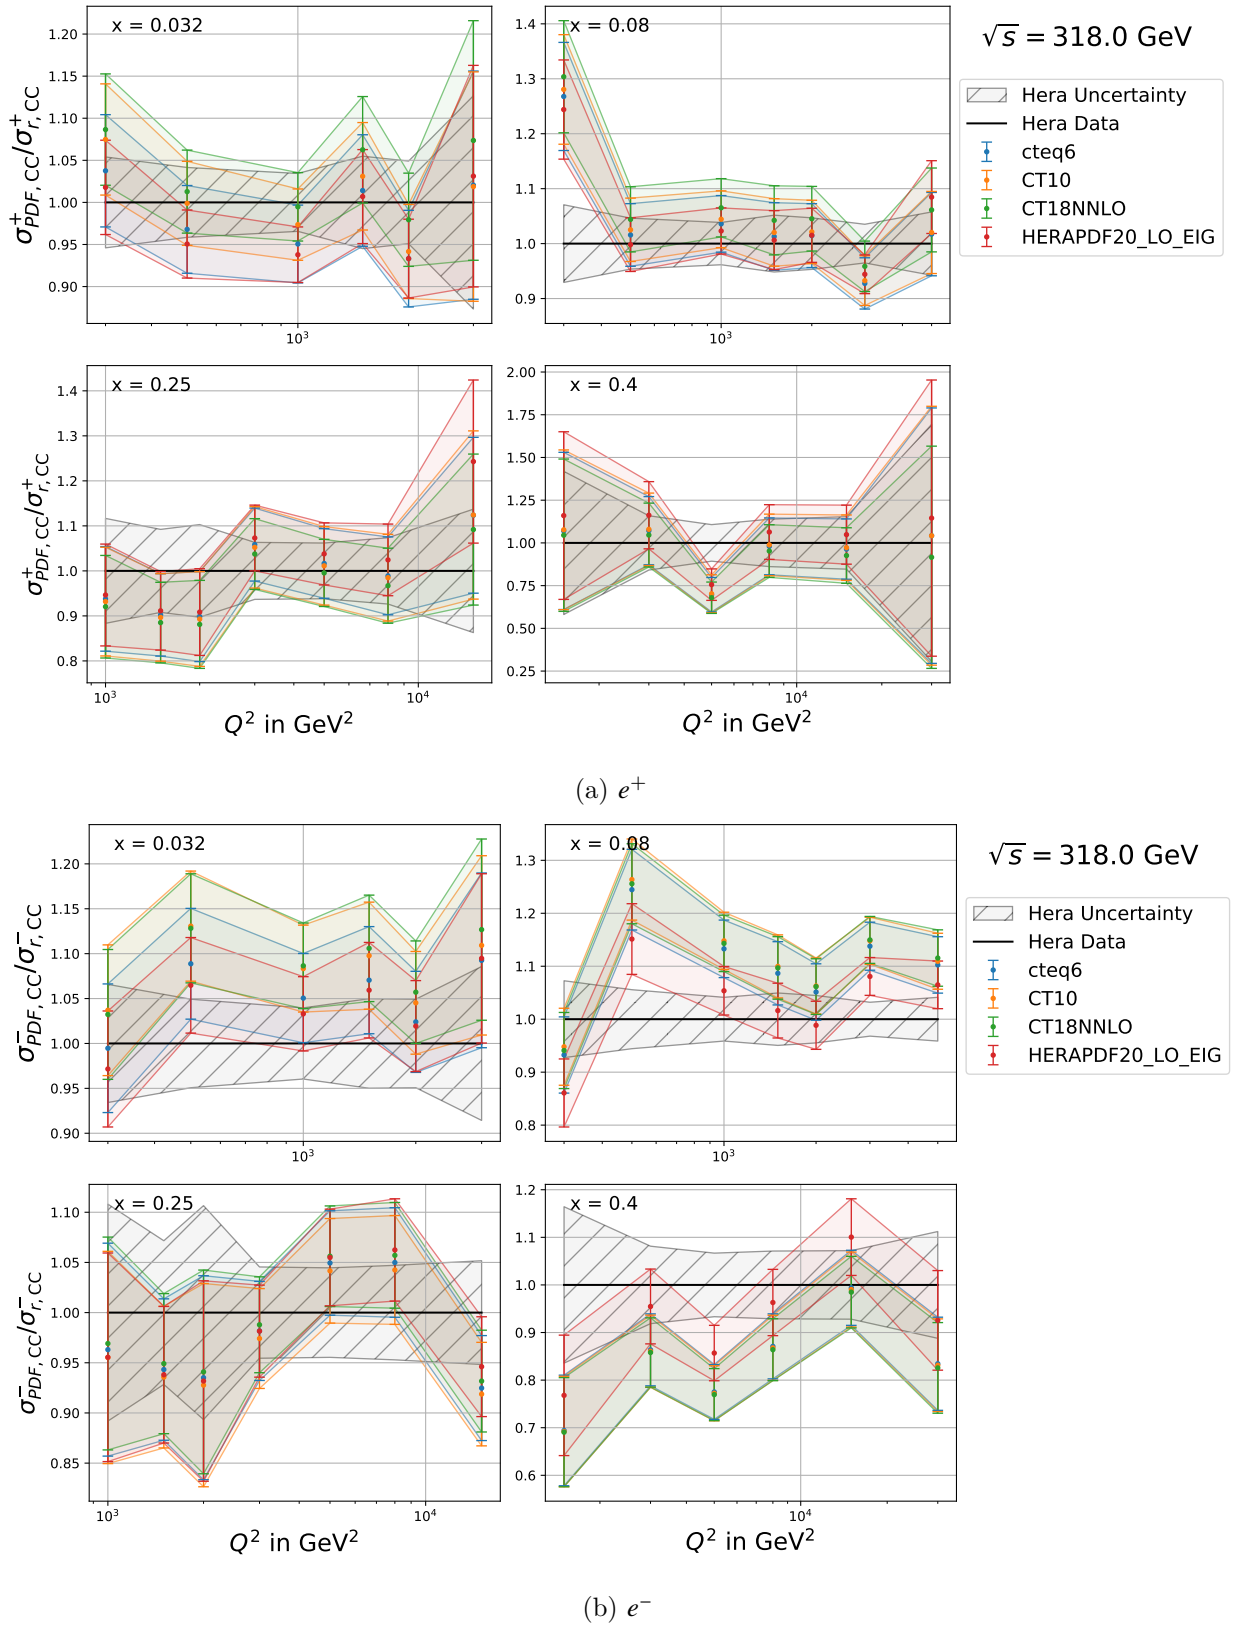 x = 0.032
1.20
1.15
1.10
1.05
1.00
0.95
0.90
10³
σ⁺PDF, CC/σ⁺r, CC
x = 0.08
1.4
1.3
1.2
1.1
1.0
0.9
10³
√s = 318.0 GeV
Hera Uncertainty
Hera Data
cteq6
CT10
CT18NNLO
HERAPDF20_LO_EIG
x = 0.25
1.4
1.3
1.2
1.1
1.0
0.9
0.8
10³ 10⁴
σ⁺PDF, CC/σ⁺r, CC
Q² in GeV²
x = 0.4
2.00
1.75
1.50
1.25
1.00
0.75
0.50
0.25
10⁴
Q² in GeV²
(a) e⁺
x = 0.032
1.20
1.15
1.10
1.05
1.00
0.95
0.90
10³
σ⁻PDF, CC/σ⁻r, CC
x = 0.08
1.3
1.2
1.1
1.0
0.9
0.8
10³
√s = 318.0 GeV
Hera Uncertainty
Hera Data
cteq6
CT10
CT18NNLO
HERAPDF20_LO_EIG
x = 0.25
1.10
1.05
1.00
0.95
0.90
0.85
10³ 10⁴
σ⁻PDF, CC/σ⁻r, CC
Q² in GeV²
x = 0.4
1.2
1.1
1.0
0.9
0.8
0.7
0.6
10⁴
Q² in GeV²
(b) e⁻